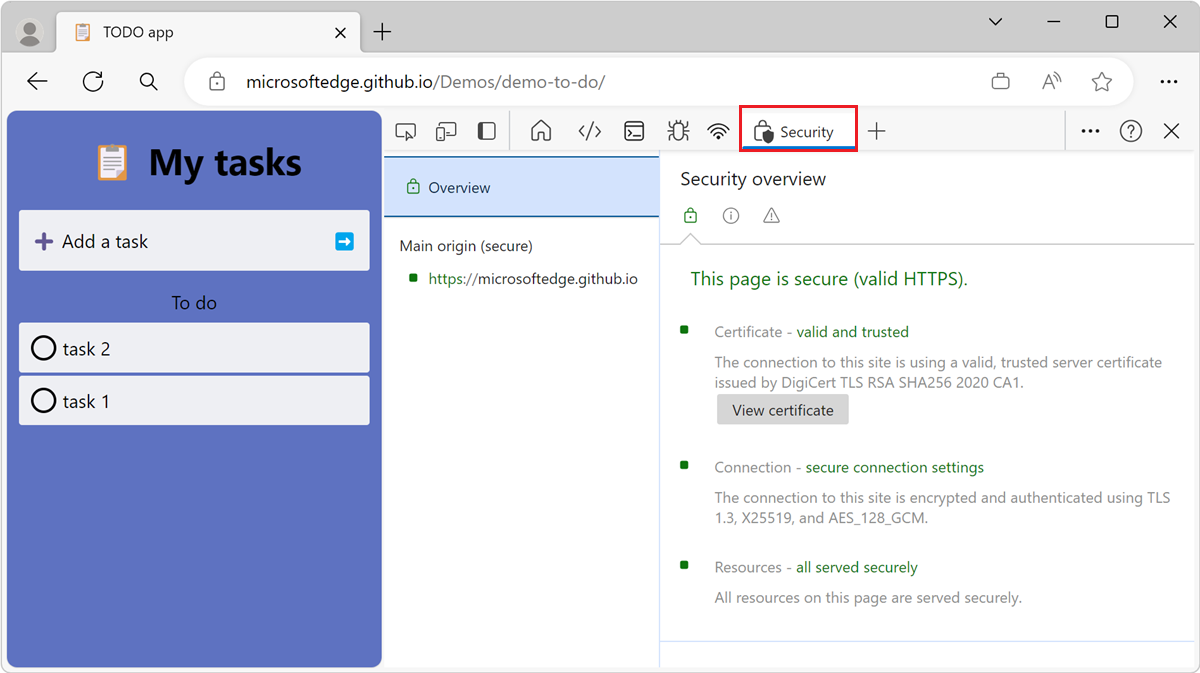 TODO app
microsoftedge.github.io/Demos/demo-to-do/
My tasks
Add a task
To do
task 2
task 1
Security
Overview
Main origin (secure)
https://microsoftedge.github.io
Security overview
This page is secure (valid HTTPS).
Certificate - valid and trusted
The connection to this site is using a valid, trusted server certificate
issued by DigiCert TLS RSA SHA256 2020 CA1.
View certificate
Connection - secure connection settings
The connection to this site is encrypted and authenticated using TLS
1.3, X25519, and AES_128_GCM.
Resources - all served securely
All resources on this page are served securely.